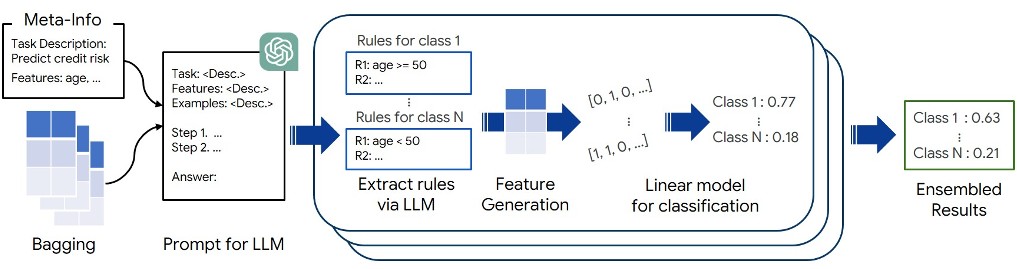 Meta-Info
Task Description:
Predict credit risk
Features: age, ...
Bagging
Task: <Desc.>
Features: <Desc.>
Examples: <Desc.>
Step 1. ...
Step 2. ...
Answer:
Prompt for LLM
Rules for class 1
R1: age >= 50
R2: ...
⋮
Rules for class N
R1: age < 50
R2: ...
Extract rules
via LLM
Feature
Generation
[0, 1, 0, ...]
⋮
[1, 1, 0, ...]
Class 1 : 0.77
⋮
Class N : 0.18
Linear model
for classification
Class 1 : 0.63
⋮
Class N : 0.21
Ensembled
Results